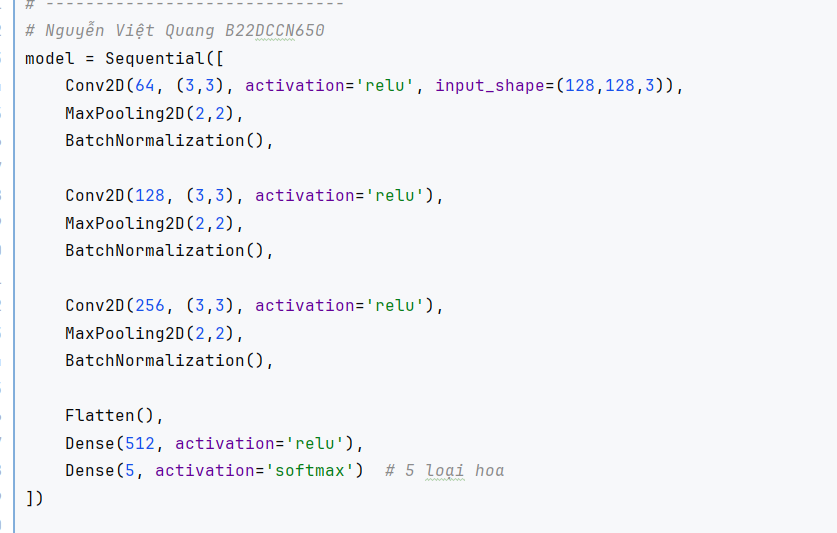 # ------------------------------
# Nguyễn Việt Quang B22DCCN650
model = Sequential([
    Conv2D(64, (3,3), activation='relu', input_shape=(128,128,3)),
    MaxPooling2D(2,2),
    BatchNormalization(),

    Conv2D(128, (3,3), activation='relu'),
    MaxPooling2D(2,2),
    BatchNormalization(),

    Conv2D(256, (3,3), activation='relu'),
    MaxPooling2D(2,2),
    BatchNormalization(),

    Flatten(),
    Dense(512, activation='relu'),
    Dense(5, activation='softmax')  # 5 loại hoa
])